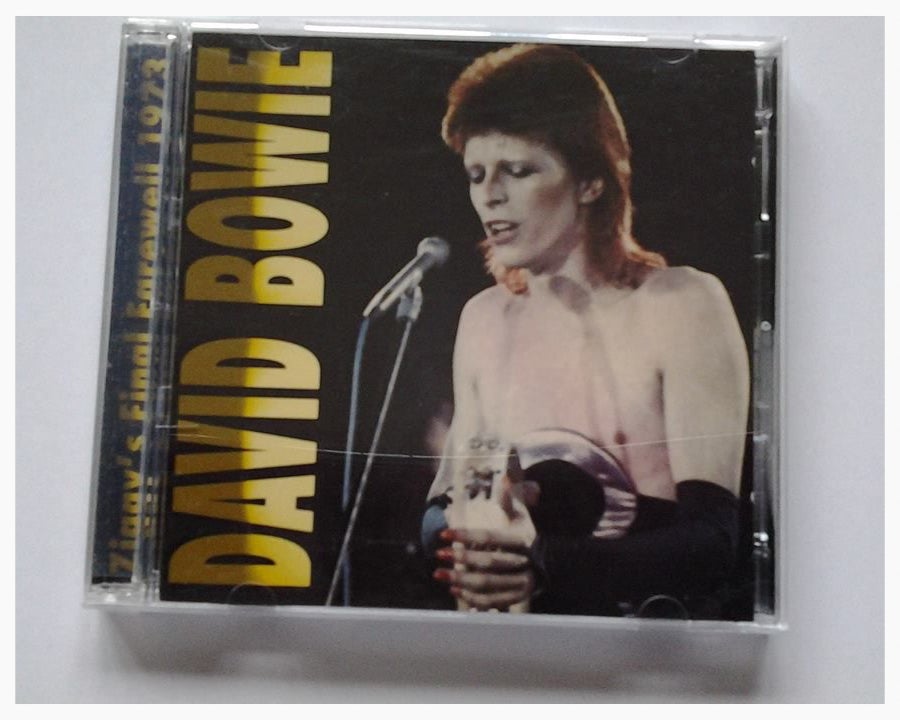 Ziggy's Final Farewell 1973
DAVID BOWIE